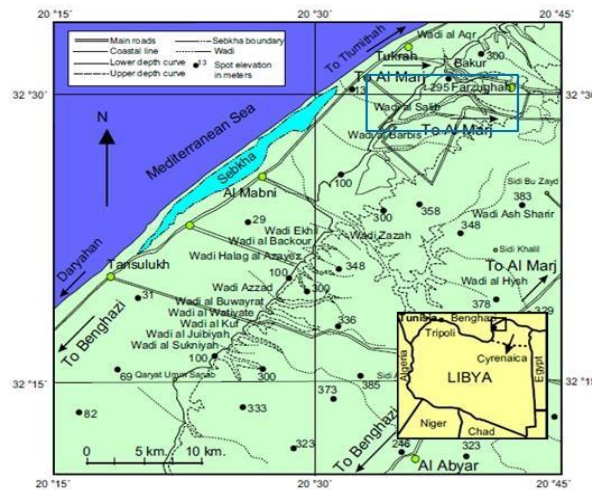 20 °15 20 °30 20 °45
Main roads
Coastal line
Lower depth curve
Upper depth curve
Sebkha boundary
Wadi
13 Spot elevation
in meters
To Tlumithah
Wadi al Aqr
Tukrah
Bakur
300
To Al Marj
295
Farzughah
13
32 °30
32 °30
Wadi al Salib
To Al Marj
Wadi al Barbis
N
Mediterranean Sea
Sebkha
100
Al Mabni
Sidi Bu Zayd
383
300
358
Wadi Ash Sharir
29
Wadi Ekhli
Wadi Zazah
348
Wadi al Backour
Sidi Khalil
Wadi Halag al Azayez
Daryahan
Tansulukh
348
To Al Marj
100
Wadi al Hysh
Wadi Azzad
300
31
378
Wadi al Buwayrat
329
Wadi al Waliyate
336
Wadi al Kuf
Wadi al Juibiyah
Wadi al Sukniyah
To Benghazi
100
Tunisia
Benghazi
Tripoli
Cyrenaica
Algeria
Egypt
LIBYA
Niger
Chad
32 °15
32 °15
69
Qaryat Umm Sanab
300
385
373
82
333
323
To Benghazi
246
323
0 5 km. 10 km.
Al Abyar
20 °15 20 °30 20 °45